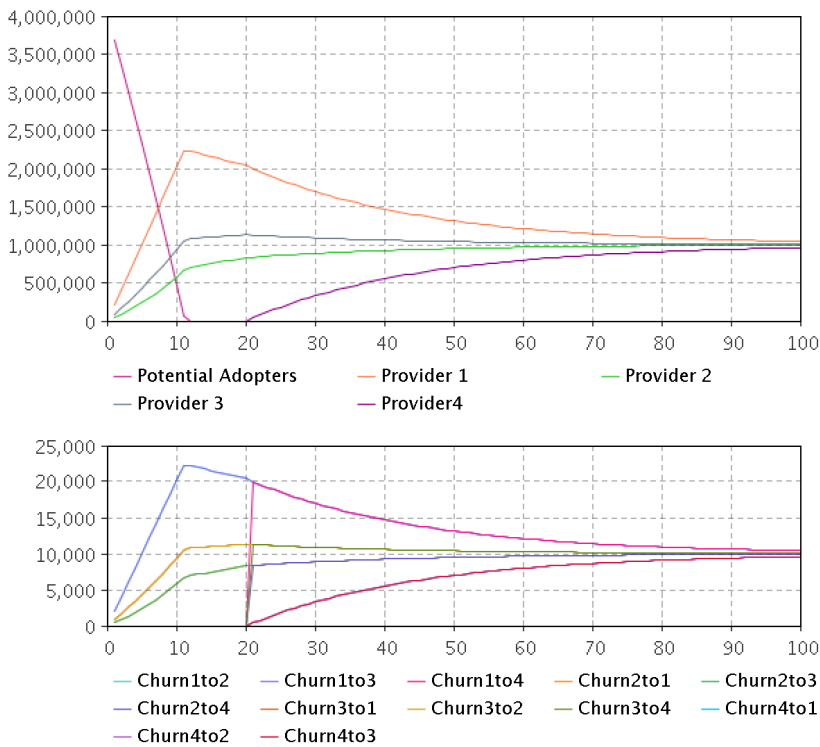 4,000,000
3,500,000
3,000,000
2,500,000
2,000,000
1,500,000
1,000,000
500,000
0
0 10 20 30 40 50 60 70 80 90 100
Potential Adopters Provider 1 Provider 2
Provider 3 Provider4
25,000
20,000
15,000
10,000
5,000
0
0 10 20 30 40 50 60 70 80 90 100
Churn1to2 Churn1to3 Churn1to4 Churn2to1 Churn2to3
Churn2to4 Churn3to1 Churn3to2 Churn3to4 Churn4to1
Churn4to2 Churn4to3